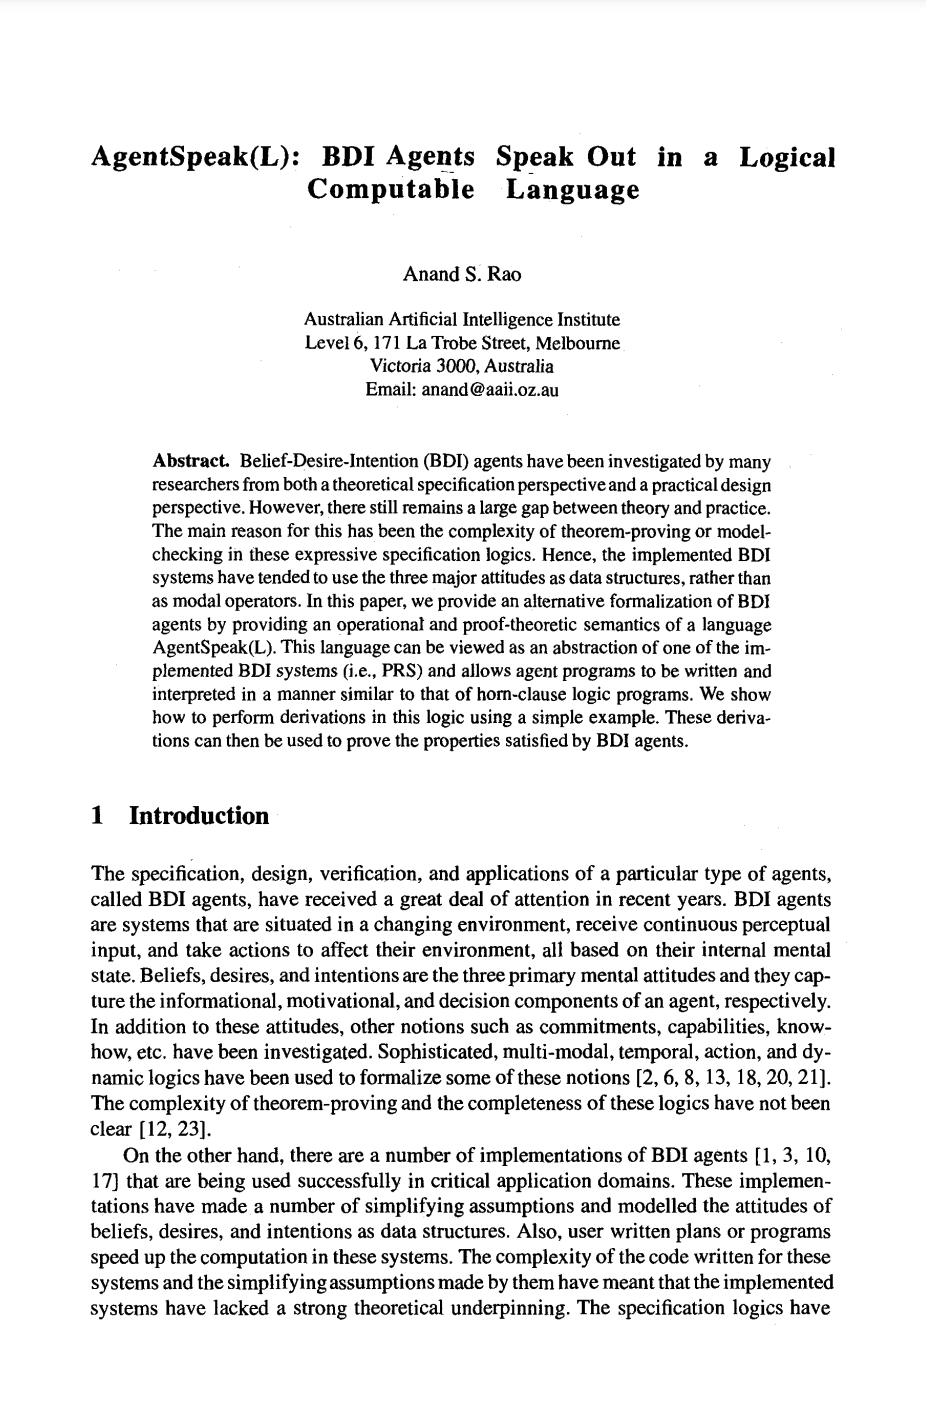 AgentSpeak(L): BDI Agents Speak Out in a Logical
Computable Language
Anand S. Rao
Australian Artificial Intelligence Institute
Level 6, 171 La Trobe Street, Melbourne
Victoria 3000, Australia
Email: anand@aaii.oz.au
Abstract. Belief-Desire-Intention (BDI) agents have been investigated by many
researchers from both a theoretical specification perspective and a practical design
perspective. However, there still remains a large gap between theory and practice.
The main reason for this has been the complexity of theorem-proving or model-
checking in these expressive specification logics. Hence, the implemented BDI
systems have tended to use the three major attitudes as data structures, rather than
as modal operators. In this paper, we provide an alternative formalization of BDI
agents by providing an operational and proof-theoretic semantics of a language
AgentSpeak(L). This language can be viewed as an abstraction of one of the im-
plemented BDI systems (i.e., PRS) and allows agent programs to be written and
interpreted in a manner similar to that of horn-clause logic programs. We show
how to perform derivations in this logic using a simple example. These deriva-
tions can then be used to prove the properties satisfied by BDI agents.
1 Introduction
The specification, design, verification, and applications of a particular type of agents,
called BDI agents, have received a great deal of attention in recent years. BDI agents
are systems that are situated in a changing environment, receive continuous perceptual
input, and take actions to affect their environment, all based on their internal mental
state. Beliefs, desires, and intentions are the three primary mental attitudes and they cap-
ture the informational, motivational, and decision components of an agent, respectively.
In addition to these attitudes, other notions such as commitments, capabilities, know-
how, etc. have been investigated. Sophisticated, multi-modal, temporal, action, and dy-
namic logics have been used to formalize some of these notions [2, 6, 8, 13, 18, 20, 21].
The complexity of theorem-proving and the completeness of these logics have not been
clear [12, 23].
On the other hand, there are a number of implementations of BDI agents [1, 3, 10,
17] that are being used successfully in critical application domains. These implemen-
tations have made a number of simplifying assumptions and modelled the attitudes of
beliefs, desires, and intentions as data structures. Also, user written plans or programs
speed up the computation in these systems. The complexity of the code written for these
systems and the simplifying assumptions made by them have meant that the implemented
systems have lacked a strong theoretical underpinning. The specification logics have